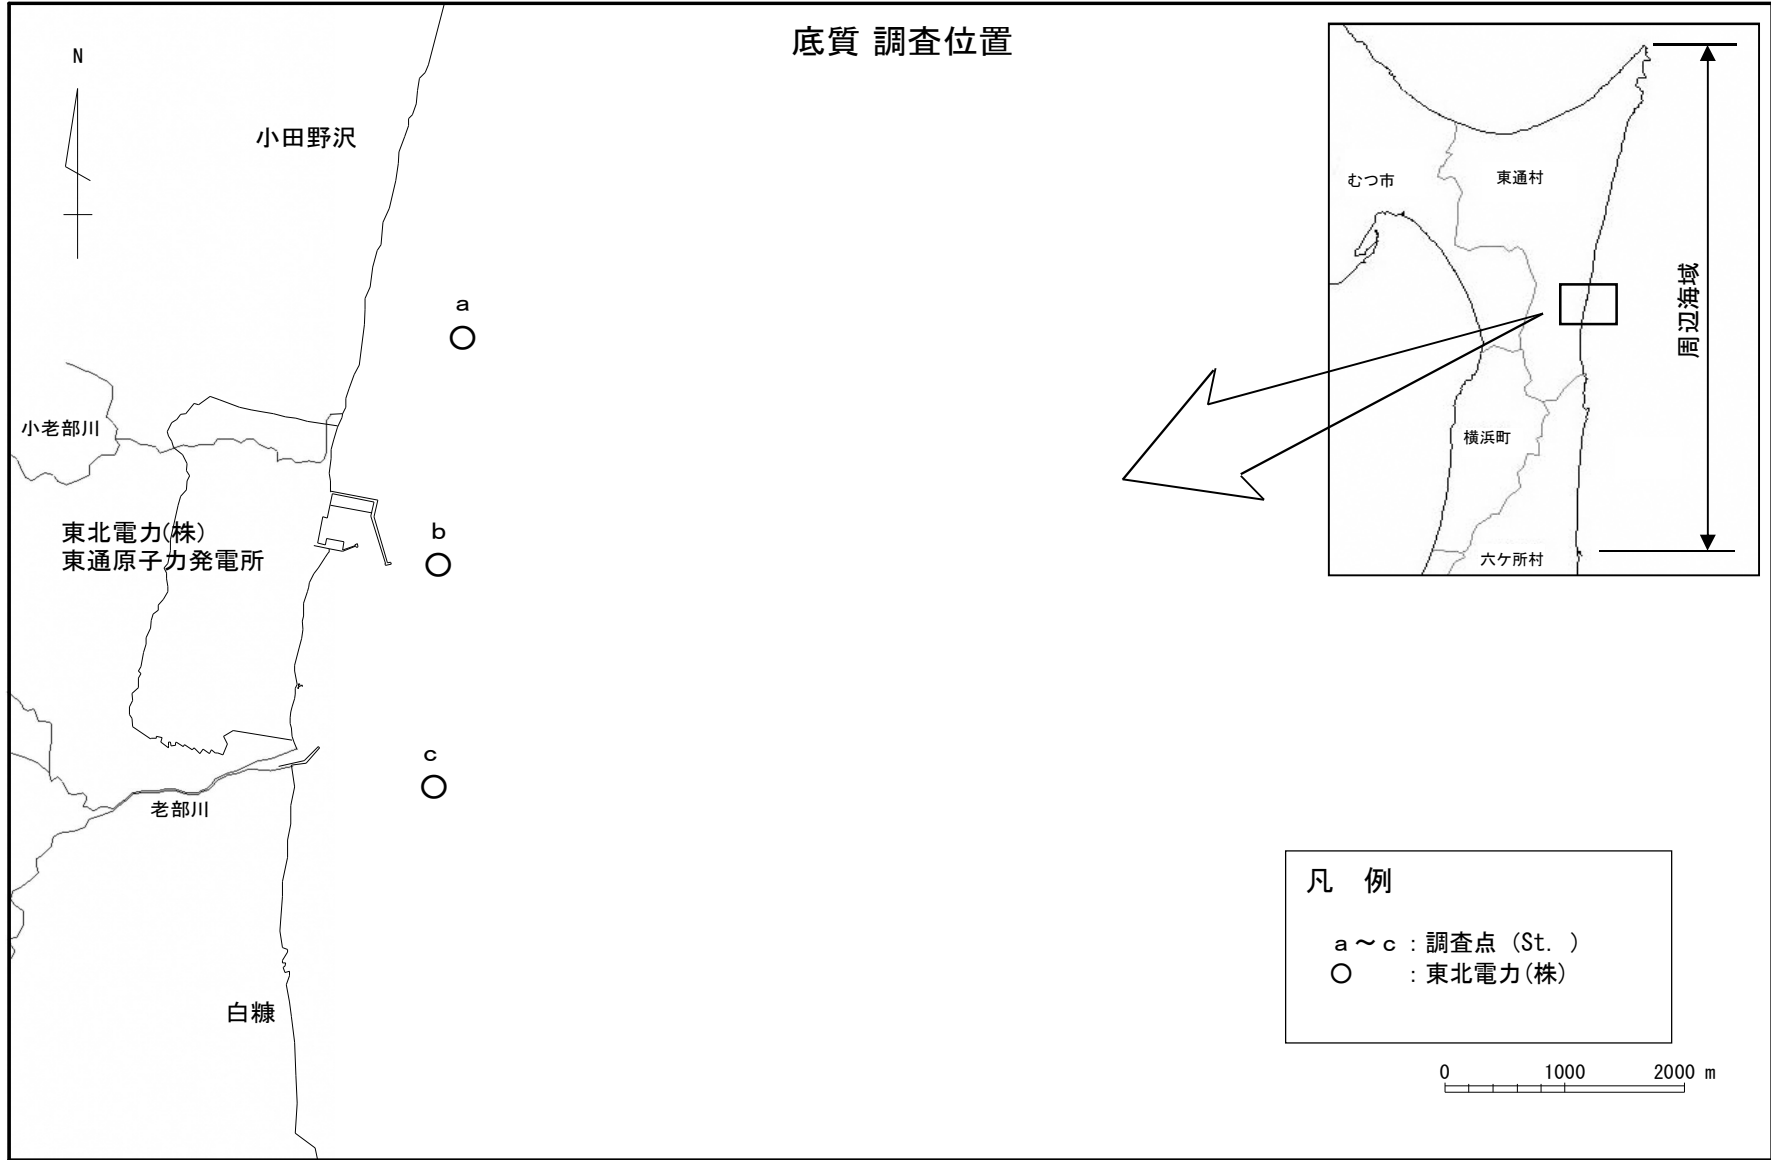 底質 調査位置
N
小田野沢
a
小老部川
東北電力(株)
東通原子力発電所
b
c
老部川
白糠
むつ市
東通村
周辺海域
横浜町
六ケ所村
凡 例
a～c：調査点（St. ）
○ ：東北電力(株)
0 1000 2000 m